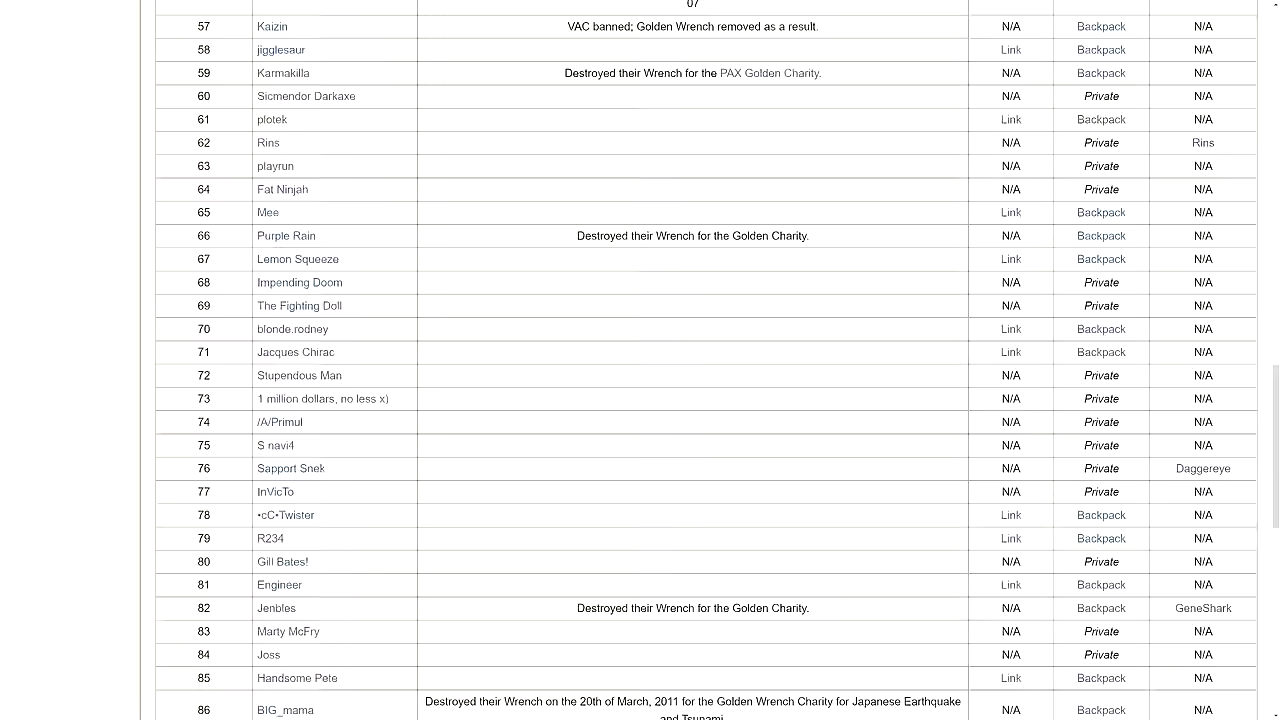 07
57 Kaizin VAC banned; Golden Wrench removed as a result. N/A Backpack N/A
58 jigglesaur Link Backpack N/A
59 Karmakilla Destroyed their Wrench for the PAX Golden Charity. N/A Backpack N/A
60 Sicmendor Darkaxe N/A Private N/A
61 plotek Link Backpack N/A
62 Rins N/A Private Rins
63 playrun N/A Private N/A
64 Fat Ninjah N/A Private N/A
65 Mee Link Backpack N/A
66 Purple Rain Destroyed their Wrench for the Golden Charity. N/A Backpack N/A
67 Lemon Squeeze Link Backpack N/A
68 Impending Doom N/A Private N/A
69 The Fighting Doll N/A Private N/A
70 blonde.rodney Link Backpack N/A
71 Jacques Chirac Link Backpack N/A
72 Stupendous Man N/A Private N/A
73 1 million dollars, no less x) N/A Private N/A
74 /A/Primul N/A Private N/A
75 S navi4 N/A Private N/A
76 Sapport Snek N/A Private Daggereye
77 InVicTo N/A Private N/A
78 •cC•Twister Link Backpack N/A
79 R234 Link Backpack N/A
80 Gill Bates! N/A Private N/A
81 Engineer Link Backpack N/A
82 Jenbles Destroyed their Wrench for the Golden Charity. N/A Backpack GeneShark
83 Marty McFry N/A Private N/A
84 Joss N/A Private N/A
85 Handsome Pete Link Backpack N/A
86 BIG_mama Destroyed their Wrench on the 20th of March, 2011 for the Golden Wrench Charity for Japanese Earthquake N/A Backpack N/A
and Tsunami